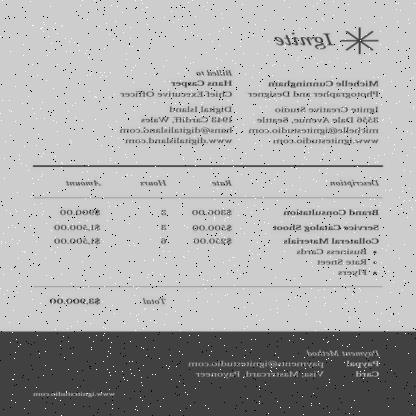 Ignite
Billed to
Michelle Cunningham Hans Casper
Photographer and Designer Chief Executive Officer
Ignite Creative Studio Digital Island
3556 Dale Avenue, Seattle 1943 Cardiff, Wales
michelle@ignitestudio.com hans@digitalisland.com
www.ignitestudio.com www.digitalisland.com
Description Rate Hours Amount
Brand Consultation $300.00 3 $900.00
Service Catalog Shoot $500.00 3 $1,500.00
Collateral Materials $250.00 6 $1,500.00
• Business Cards
• Rate Sheet
• Flyers
Total $3,900.00
Payment Method
Paypal payments@ignitestudio.com
Card Visa, Mastercard, Payoneer
www.ignitestudio.com